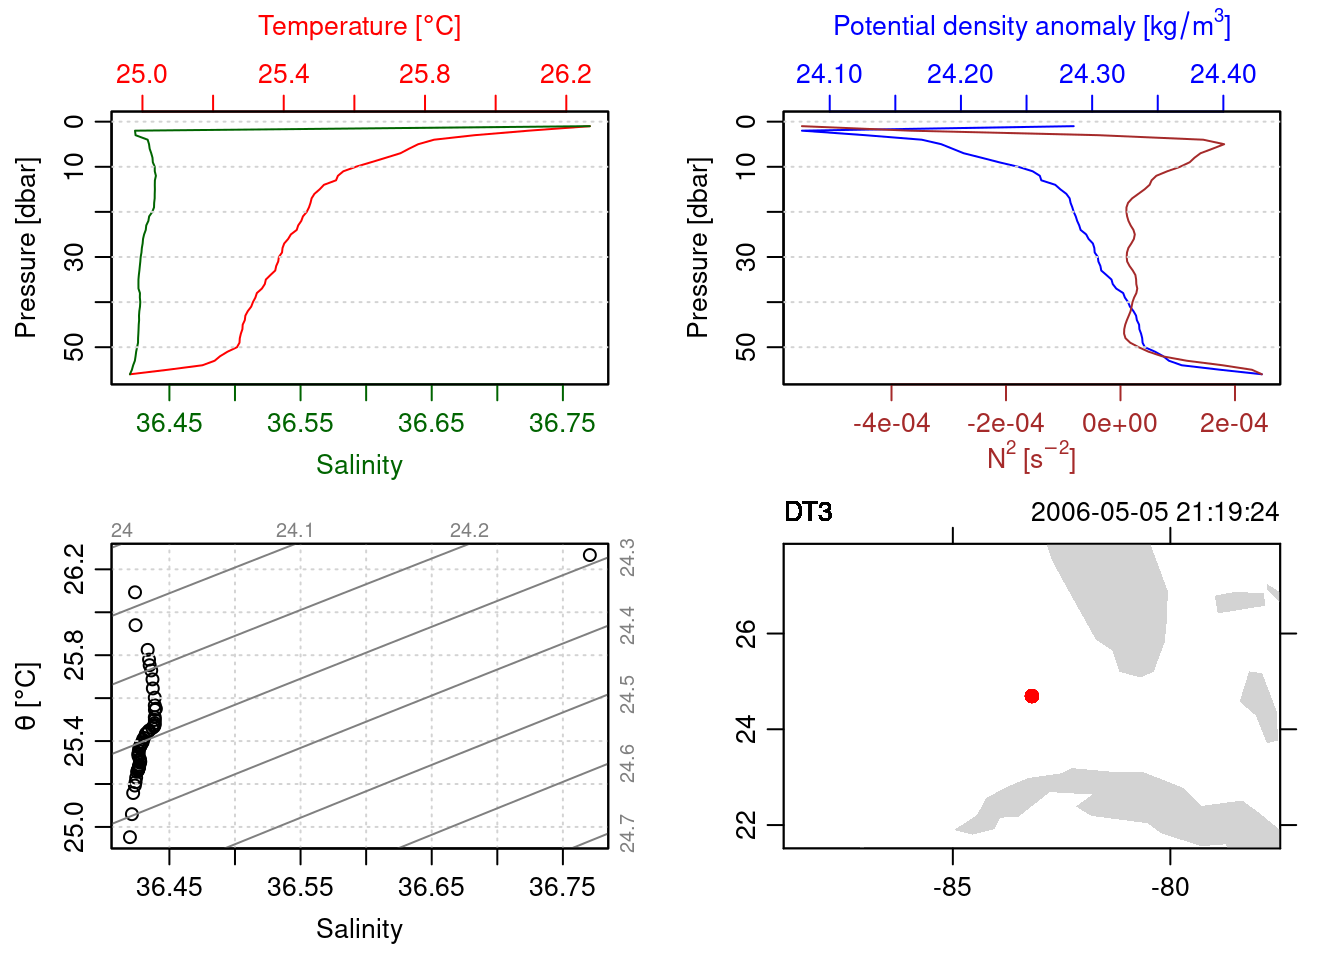 Temperature [°C]
25.0 25.4 25.8 26.2
Pressure [dbar]
0
10
30
50
36.45 36.55 36.65 36.75
Salinity
Potential density anomaly [kg/m³]
24.10 24.20 24.30 24.40
Pressure [dbar]
0
10
30
50
-4e-04 -2e-04 0e+00 2e-04
N² [s⁻²]
24 24.1 24.2
24.3
24.4
24.5
24.6
24.7
θ [°C]
26.2
25.8
25.4
25.0
36.45 36.55 36.65 36.75
Salinity
DT3 2006-05-05 21:19:24
26
24
22
-85 -80